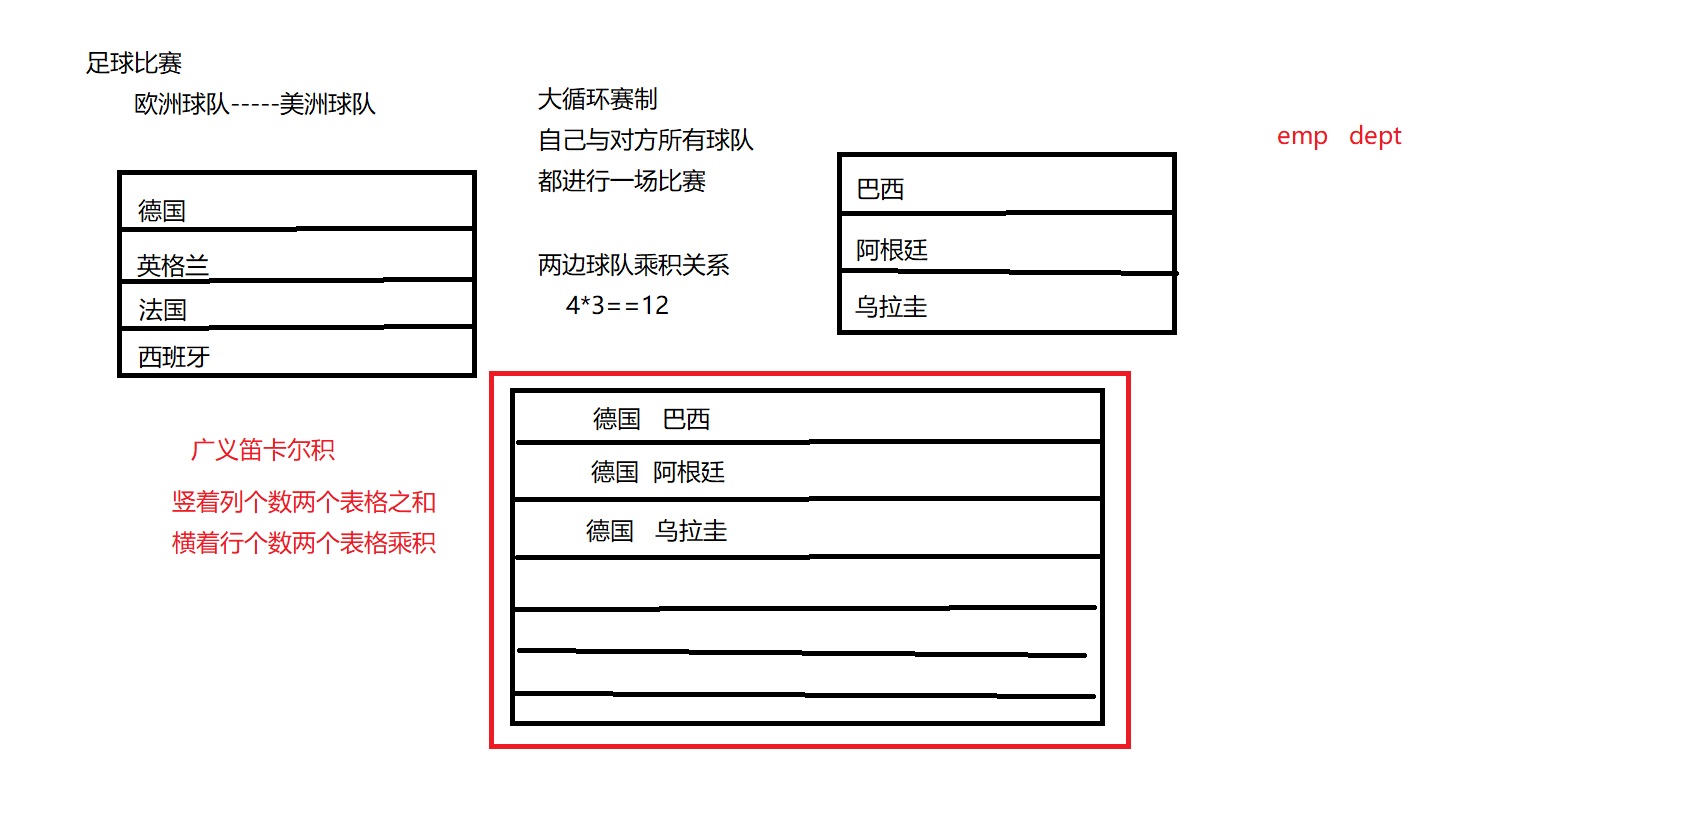 足球比赛
欧洲球队-----美洲球队
大循环赛制
自己与对方所有球队
都进行一场比赛
两边球队乘积关系
4*3==12
emp dept
德国
英格兰
法国
西班牙
巴西
阿根廷
乌拉圭
广义笛卡尔积
竖着列个数两个表格之和
横着行个数两个表格乘积
德国 巴西
德国 阿根廷
德国 乌拉圭